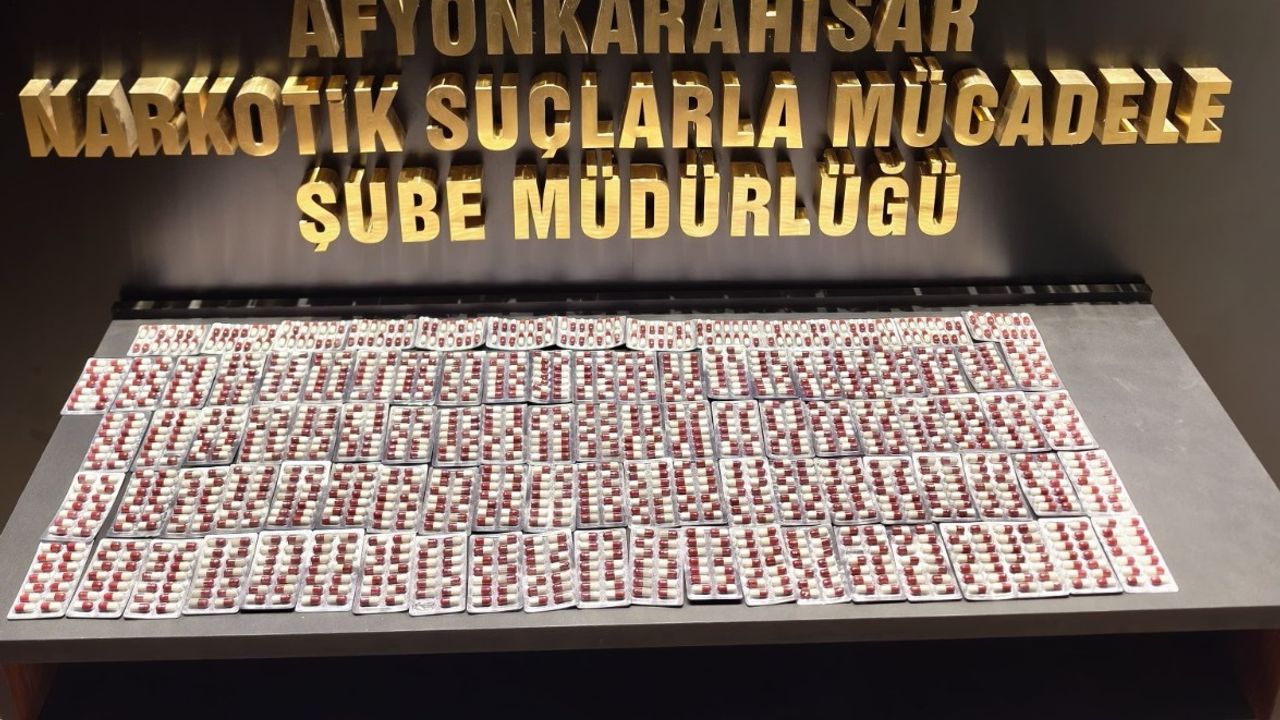 AFYONKARAHİSAR
NARKOTİK SUÇLARLA MÜCADELE
ŞUBE MÜDÜRLÜĞÜ